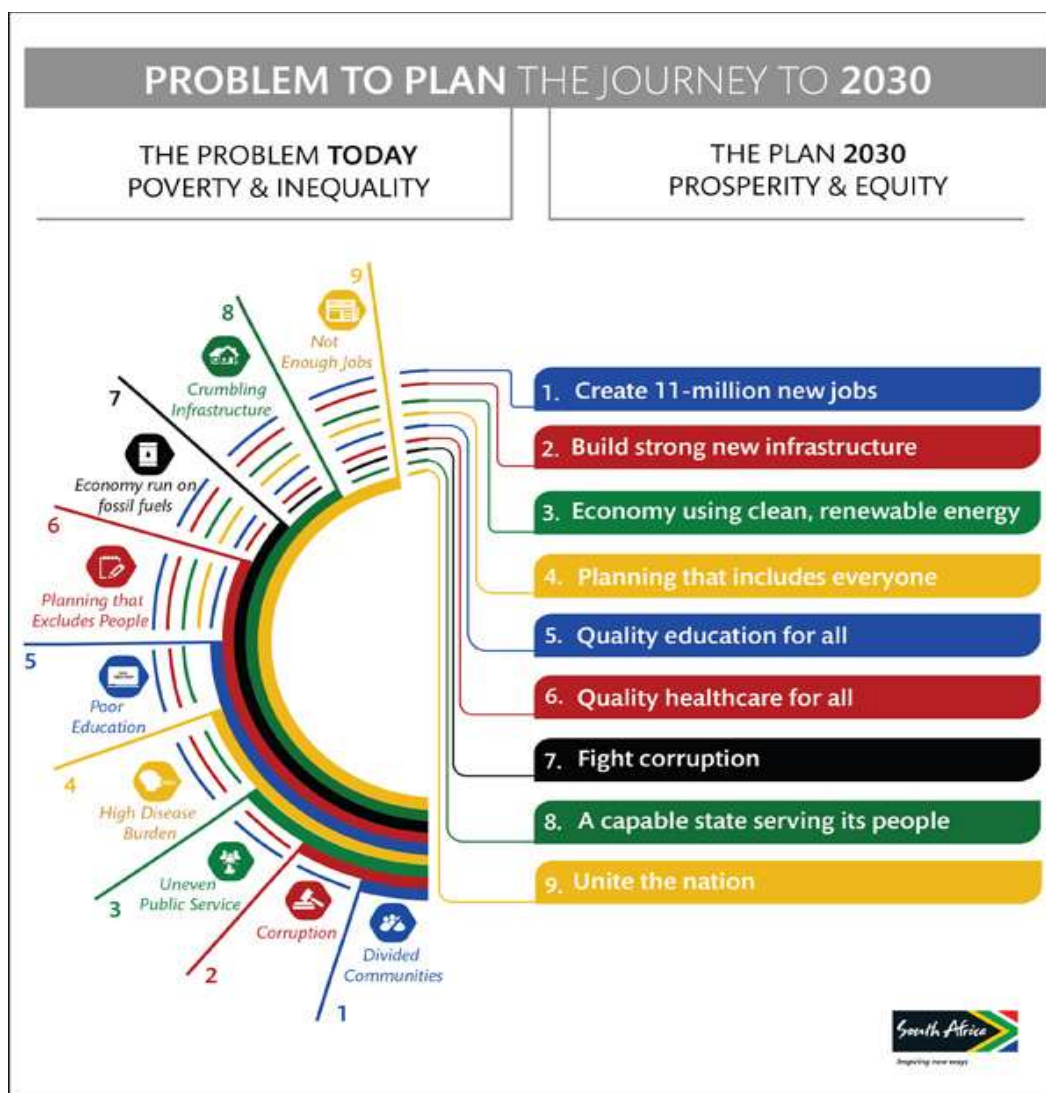 PROBLEM TO PLAN THE JOURNEY TO 2030
THE PROBLEM TODAY
POVERTY & INEQUALITY
THE PLAN 2030
PROSPERITY & EQUITY
9
Not
Enough Jobs
8
Crumbling
Infrastructure
7
Economy run on
fossil fuels
6
Planning that
Excludes People
5
Poor
Education
4
High Disease
Burden
3
Uneven
Public Service
2
Corruption
1
Divided
Communities
1. Create 11-million new jobs
2. Build strong new infrastructure
3. Economy using clean, renewable energy
4. Planning that includes everyone
5. Quality education for all
6. Quality healthcare for all
7. Fight corruption
8. A capable state serving its people
9. Unite the nation
South Africa
Inspiring new ways